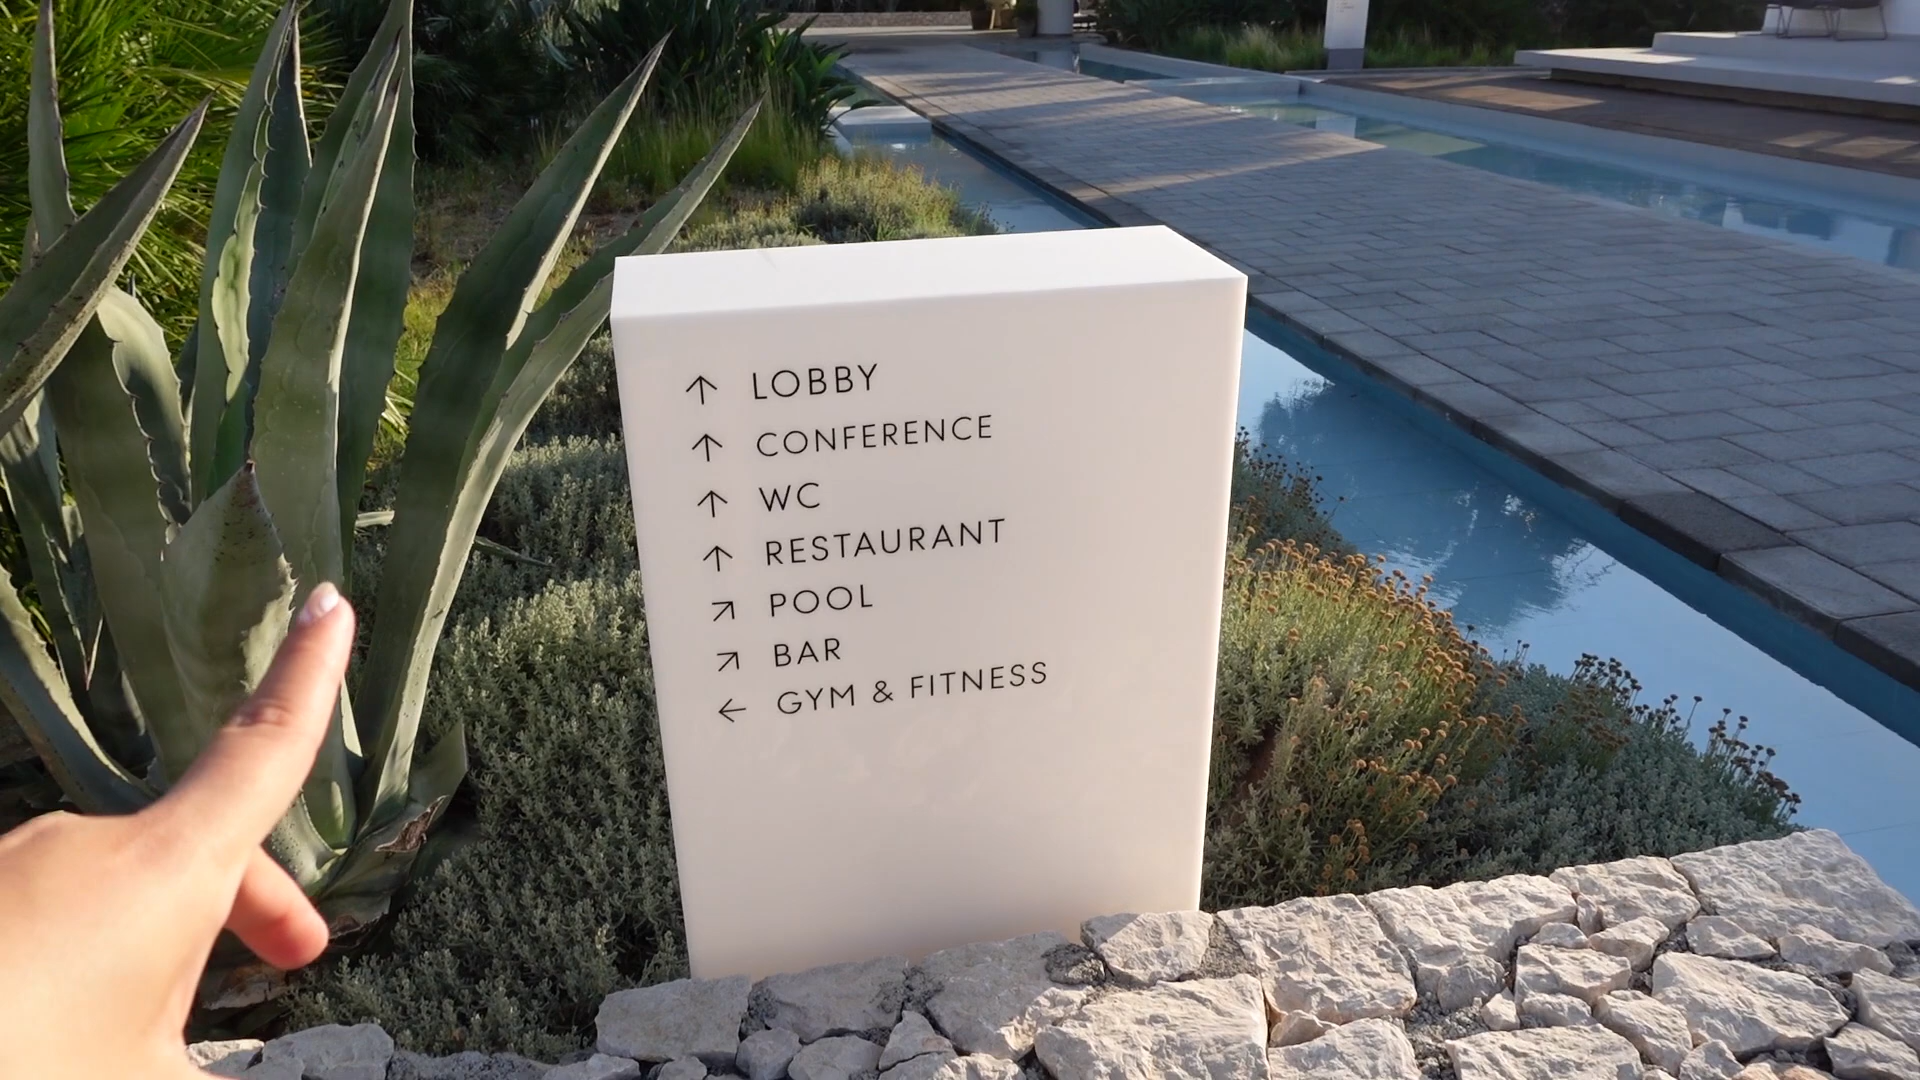 ↑ LOBBY
↑ CONFERENCE
↑ WC
↑ RESTAURANT
↗ POOL
↗ BAR
← GYM & FITNESS